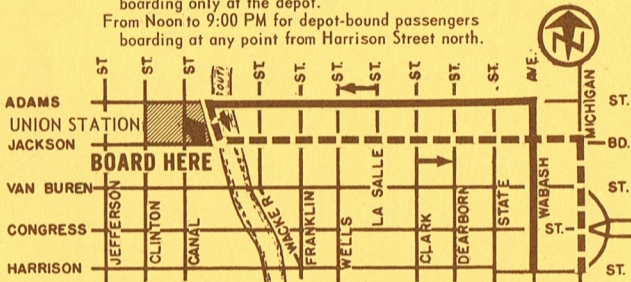 boarding only at the depot.
From Noon to 9:00 PM for depot-bound passengers
boarding at any point from Harrison Street north.
N
ST
ST.
ST
ST.
ST.
ST.
ST.
ST.
ST.
ST.
AVE.
MICHIGAN
ADAMS
ST.
UNION STATION
JACKSON
BD.
BOARD HERE
VAN BUREN
ST.
CONGRESS
ST.
HARRISON
ST.
JEFFERSON
CLINTON
CANAL
WACKER
FRANKLIN
WELLS
LA SALLE
CLARK
DEARBORN
STATE
WABASH